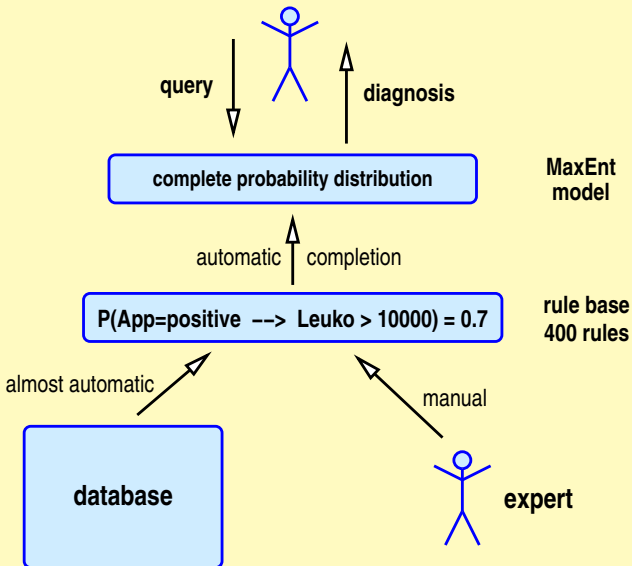 query
diagnosis
complete probability distribution
MaxEnt
model
automatic completion
P(App=positive −−> Leuko > 10000) = 0.7
rule base
400 rules
almost automatic
manual
database
expert